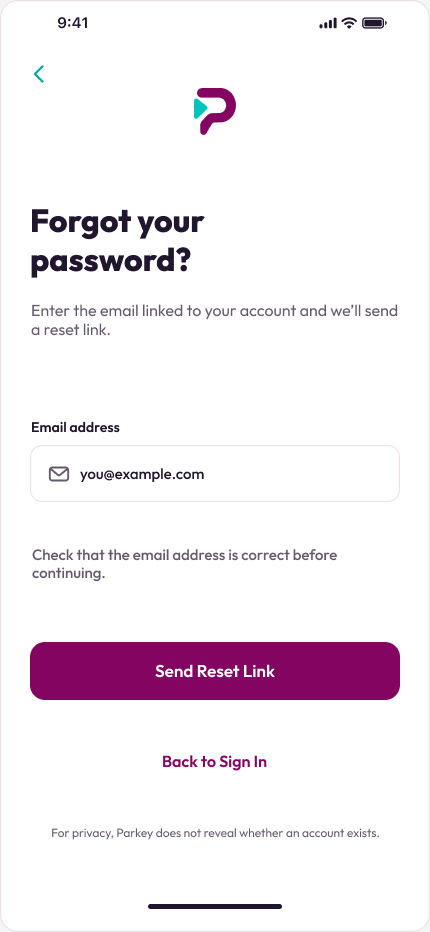 9:41
Forgot your
password?
Enter the email linked to your account and we’ll send
a reset link.
Email address
you@example.com
Check that the email address is correct before
continuing.
Send Reset Link
Back to Sign In
For privacy, Parkey does not reveal whether an account exists.